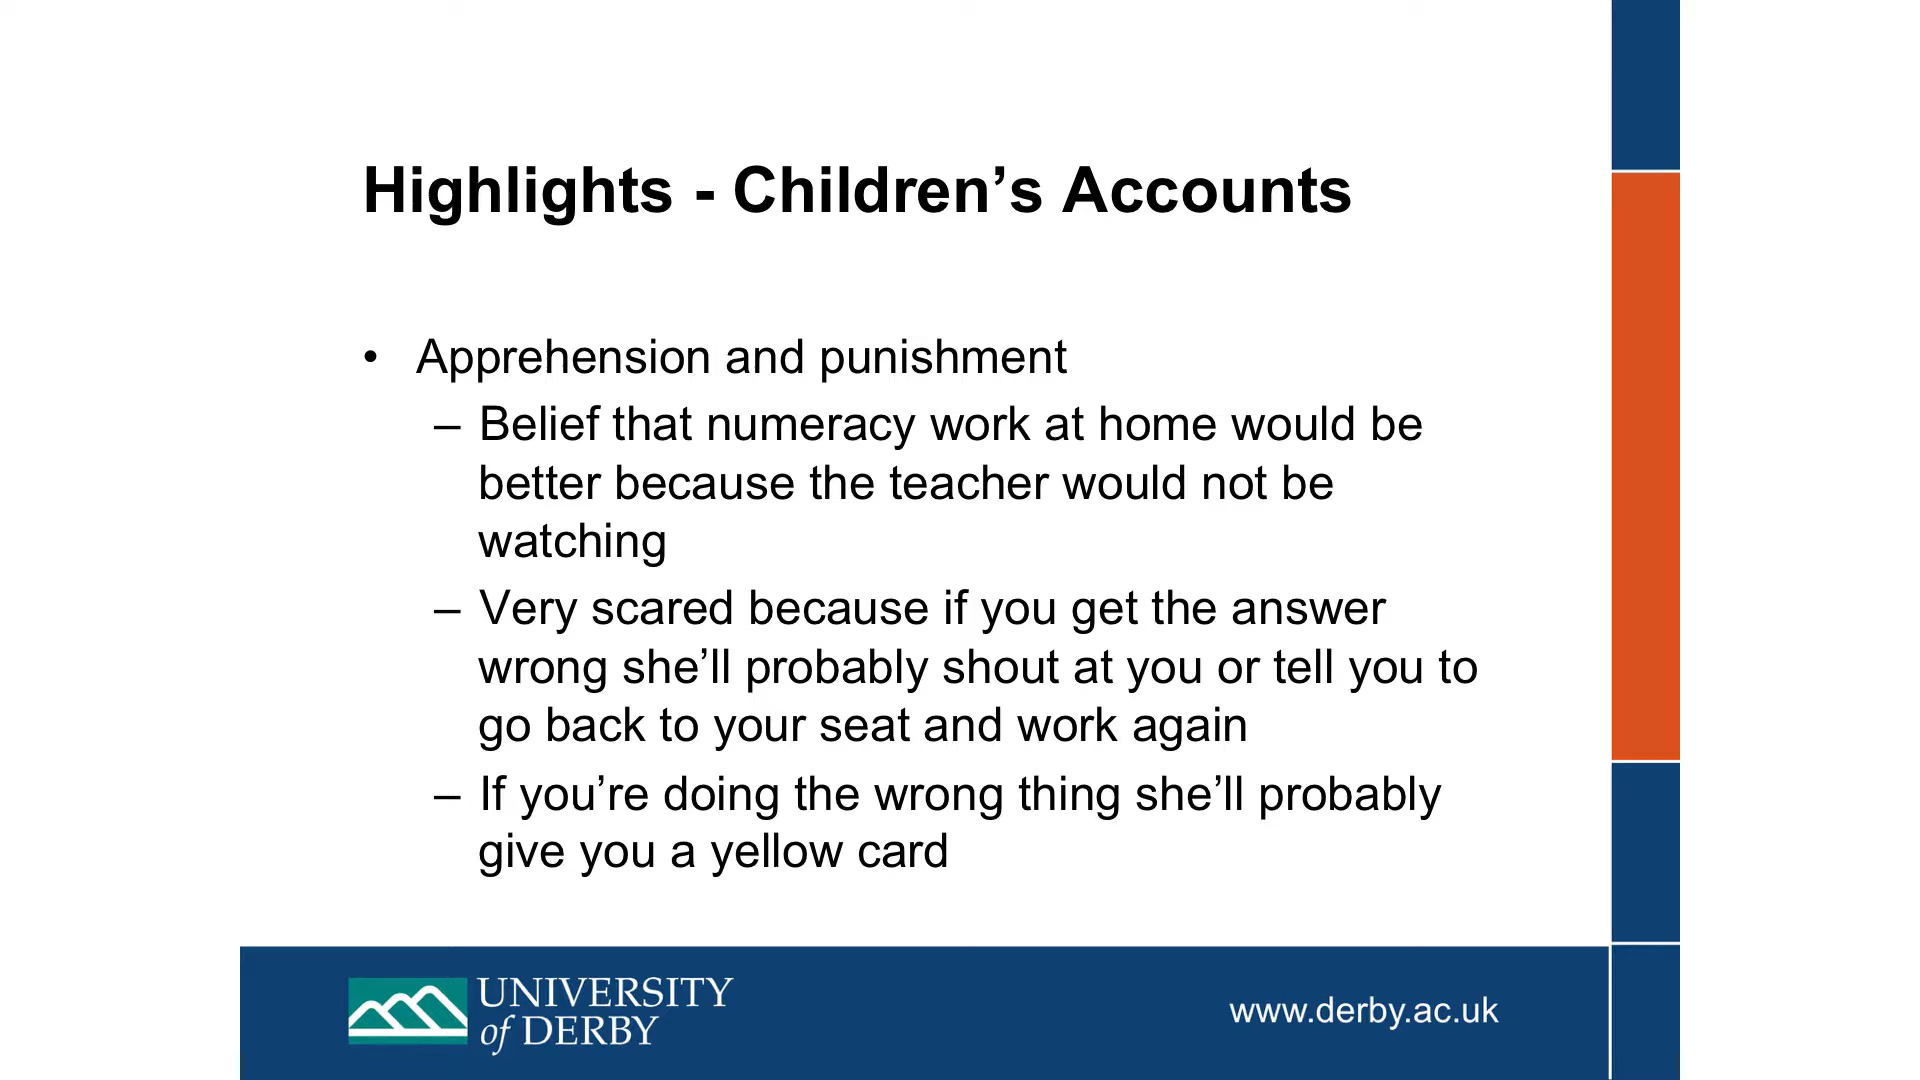 Highlights - Children’s Accounts
• Apprehension and punishment
– Belief that numeracy work at home would be
better because the teacher would not be
watching
– Very scared because if you get the answer
wrong she’ll probably shout at you or tell you to
go back to your seat and work again
– If you’re doing the wrong thing she’ll probably
give you a yellow card
UNIVERSITY
of DERBY
www.derby.ac.uk